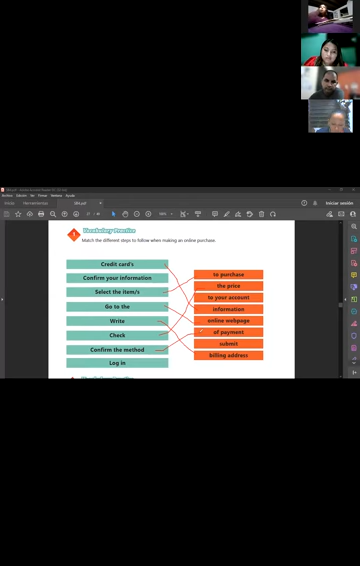 Iniciar sesión
Inicio Herramientas
Vocabulary Practice
Match the different steps to follow when making an online purchase.
Credit card's
Confirm your information
Select the item/s
Go to the
Write
Check
Confirm the method
Log in
to purchase
the price
to your account
information
online webpage
of payment
submit
billing address